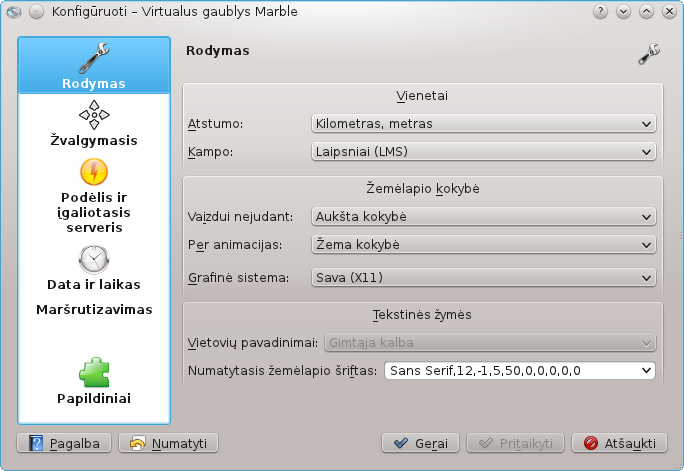 Konfigūruoti – Virtualus gaublys Marble
Rodymas
Žvalgymasis
Podėlis ir
įgaliotasis
serveris
Data ir laikas
Maršrutizavimas
Papildiniai
Rodymas
Vienetai
Atstumo: Kilometras, metras
Kampo: Laipsniai (LMS)
Žemėlapio kokybė
Vaizdui nejudant: Aukšta kokybė
Per animacijas: Žema kokybė
Grafinė sistema: Sava (X11)
Tekstinės žymės
Vietovių pavadinimai: Gimtąja kalba
Numatytasis žemėlapio šriftas: Sans Serif,12,-1,5,50,0,0,0,0,0
Pagalba Numatyti Gerai Pritaikyti Atšaukti